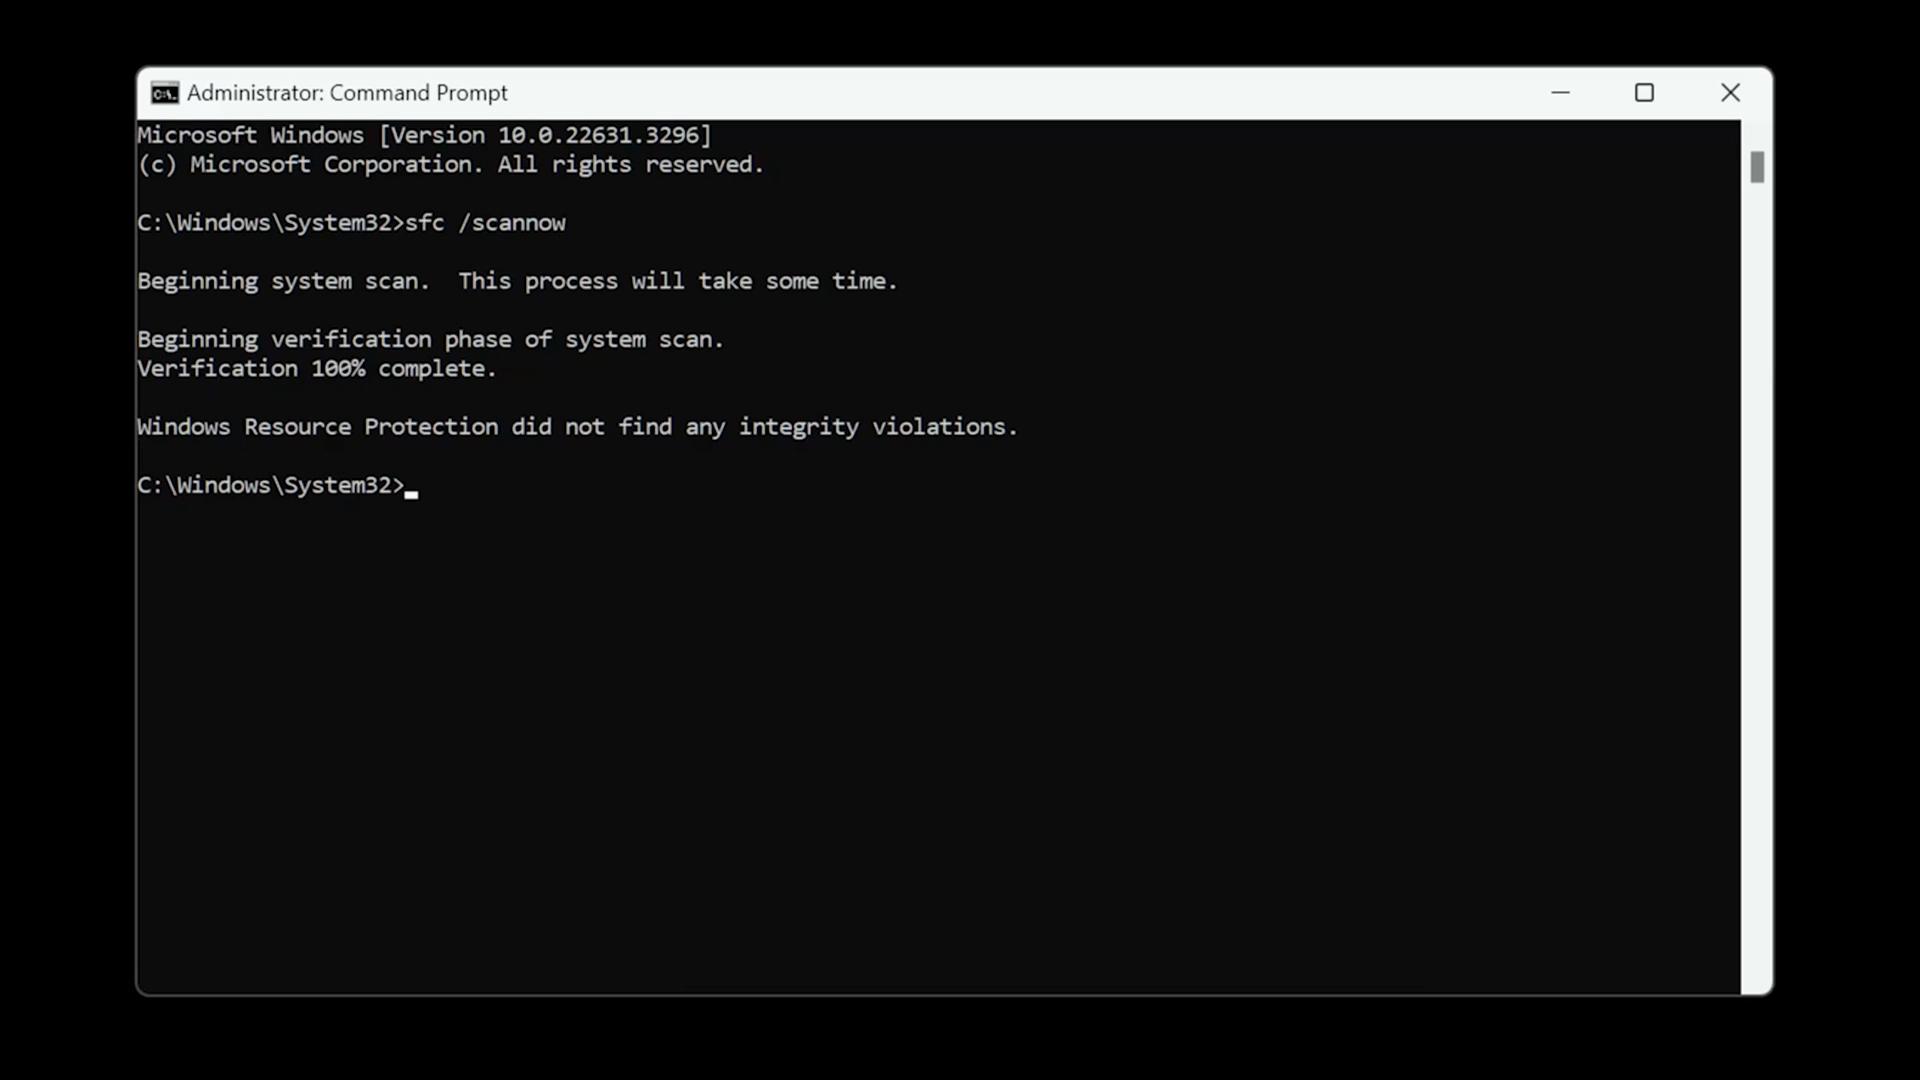 Administrator: Command Prompt
Microsoft Windows [Version 10.0.22631.3296]
(c) Microsoft Corporation. All rights reserved.
C:\Windows\System32>sfc /scannow
Beginning system scan.  This process will take some time.
Beginning verification phase of system scan.
Verification 100% complete.
Windows Resource Protection did not find any integrity violations.
C:\Windows\System32>